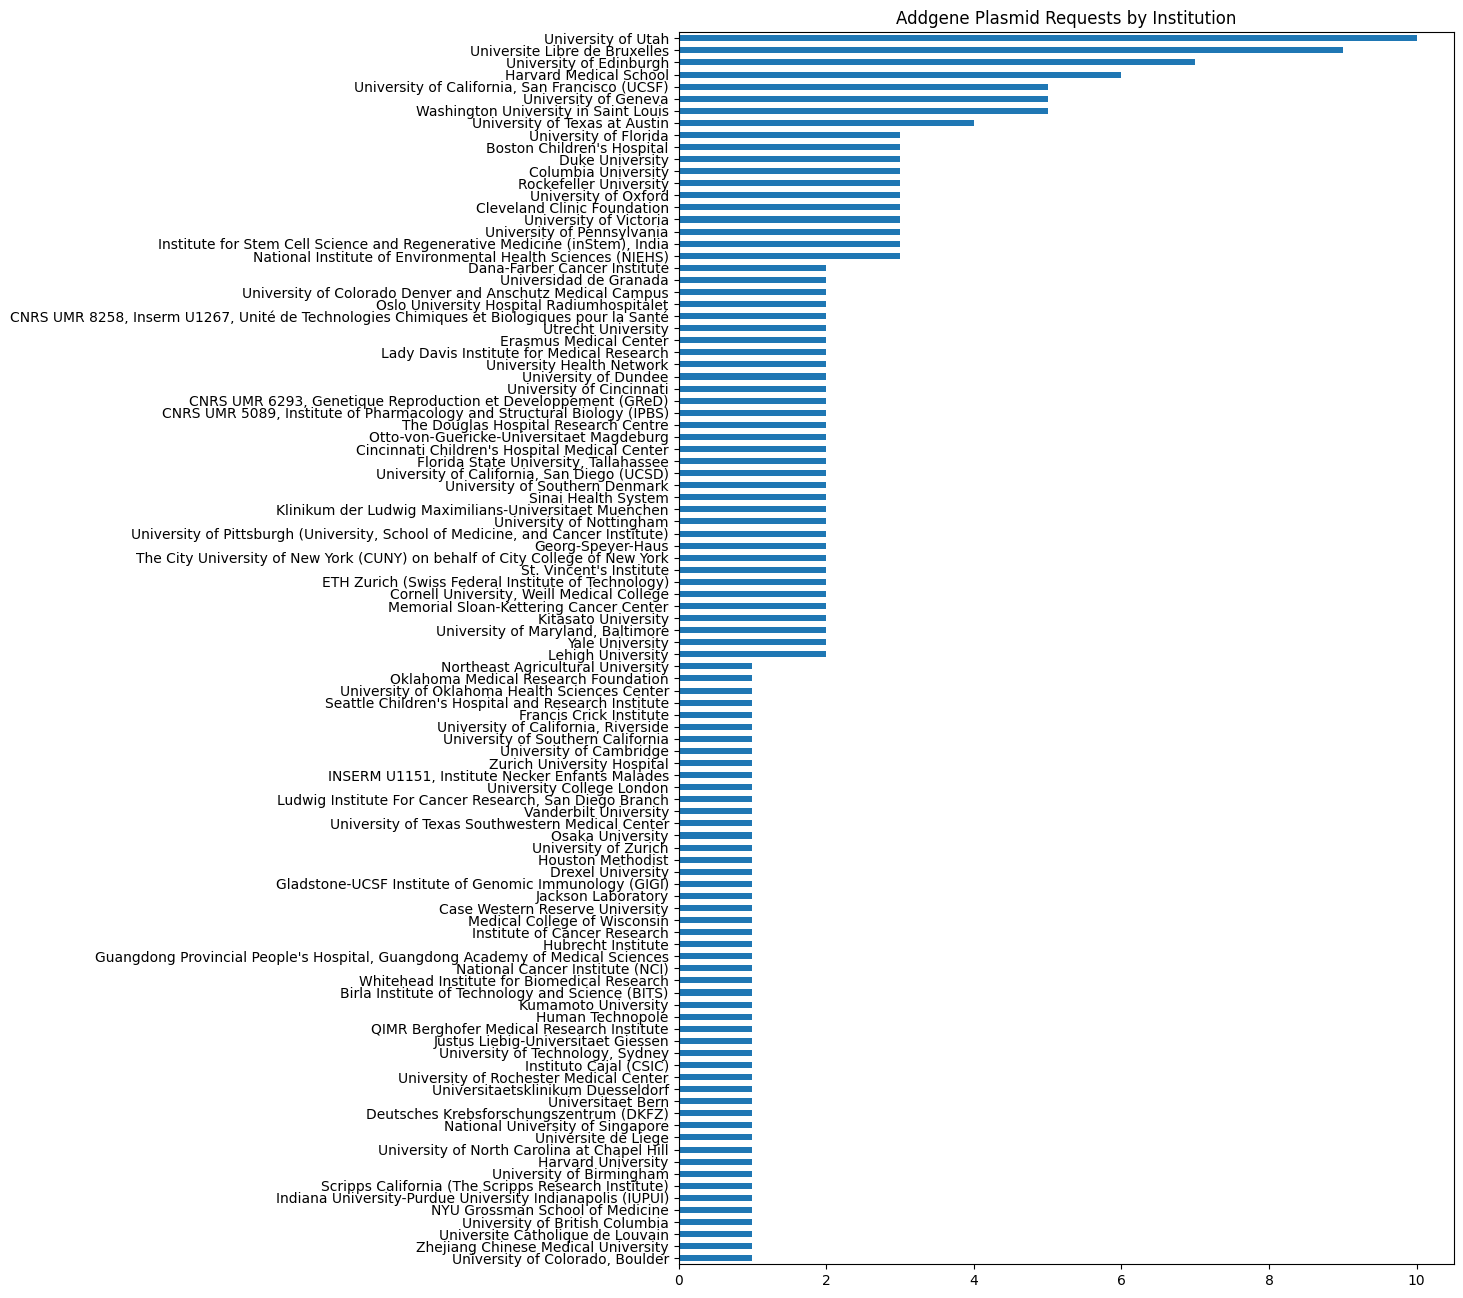 Addgene Plasmid Requests by Institution
University of Utah
Universite Libre de Bruxelles
University of Edinburgh
Harvard Medical School
University of California, San Francisco (UCSF)
University of Geneva
Washington University in Saint Louis
University of Texas at Austin
University of Florida
Boston Children's Hospital
Duke University
Columbia University
Rockefeller University
University of Oxford
Cleveland Clinic Foundation
University of Victoria
University of Pennsylvania
Institute for Stem Cell Science and Regenerative Medicine (inStem), India
National Institute of Environmental Health Sciences (NIEHS)
Dana-Farber Cancer Institute
Universidad de Granada
University of Colorado Denver and Anschutz Medical Campus
Oslo University Hospital Radiumhospitalet
CNRS UMR 8258, Inserm U1267, Unité de Technologies Chimiques et Biologiques pour la Santé
Utrecht University
Erasmus Medical Center
Lady Davis Institute for Medical Research
University Health Network
University of Dundee
University of Cincinnati
CNRS UMR 6293, Genetique Reproduction et Developpement (GReD)
CNRS UMR 5089, Institute of Pharmacology and Structural Biology (IPBS)
The Douglas Hospital Research Centre
Otto-von-Guericke-Universitaet Magdeburg
Cincinnati Children's Hospital Medical Center
Florida State University, Tallahassee
University of California, San Diego (UCSD)
University of Southern Denmark
Sinai Health System
Klinikum der Ludwig Maximilians-Universitaet Muenchen
University of Nottingham
University of Pittsburgh (University, School of Medicine, and Cancer Institute)
Georg-Speyer-Haus
The City University of New York (CUNY) on behalf of City College of New York
St. Vincent's Institute
ETH Zurich (Swiss Federal Institute of Technology)
Cornell University, Weill Medical College
Memorial Sloan-Kettering Cancer Center
Kitasato University
University of Maryland, Baltimore
Yale University
Lehigh University
Northeast Agricultural University
Oklahoma Medical Research Foundation
University of Oklahoma Health Sciences Center
Seattle Children's Hospital and Research Institute
Francis Crick Institute
University of California, Riverside
University of Southern California
University of Cambridge
Zurich University Hospital
INSERM U1151, Institute Necker Enfants Malades
University College London
Ludwig Institute For Cancer Research, San Diego Branch
Vanderbilt University
University of Texas Southwestern Medical Center
Osaka University
University of Zurich
Houston Methodist
Drexel University
Gladstone-UCSF Institute of Genomic Immunology (GIGI)
Jackson Laboratory
Case Western Reserve University
Medical College of Wisconsin
Institute of Cancer Research
Hubrecht Institute
Guangdong Provincial People's Hospital, Guangdong Academy of Medical Sciences
National Cancer Institute (NCI)
Whitehead Institute for Biomedical Research
Birla Institute of Technology and Science (BITS)
Kumamoto University
Human Technopole
QIMR Berghofer Medical Research Institute
Justus Liebig-Universitaet Giessen
University of Technology, Sydney
Instituto Cajal (CSIC)
University of Rochester Medical Center
Universitaetsklinikum Duesseldorf
Universitaet Bern
Deutsches Krebsforschungszentrum (DKFZ)
National University of Singapore
Universite de Liege
University of North Carolina at Chapel Hill
Harvard University
University of Birmingham
Scripps California (The Scripps Research Institute)
Indiana University-Purdue University Indianapolis (IUPUI)
NYU Grossman School of Medicine
University of British Columbia
Universite Catholique de Louvain
Zhejiang Chinese Medical University
University of Colorado, Boulder
0 2 4 6 8 10